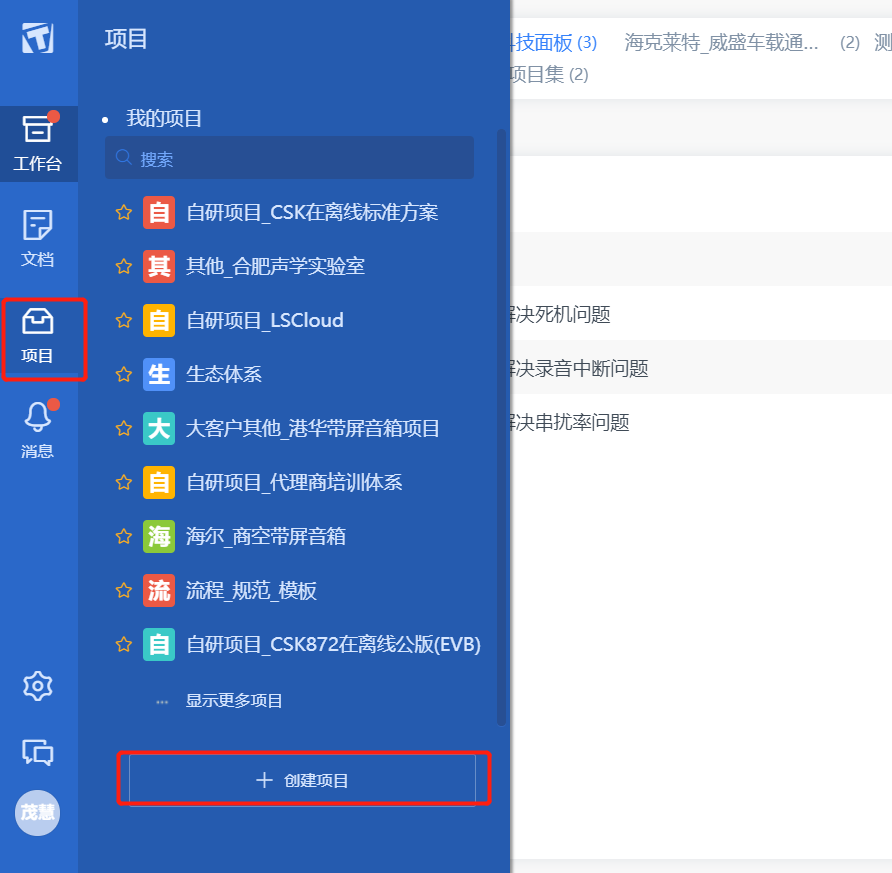 项目
工作台
文档
项目
消息
茂慧
我的项目
搜索
自 自研项目_CSK在离线标准方案
其 其他_合肥声学实验室
自 自研项目_LSCloud
生 生态体系
大 大客户其他_港华带屏音箱项目
自 自研项目_代理商培训体系
海 海尔_商空带屏音箱
流 流程_规范_模板
自 自研项目_CSK872在离线公版(EVB)
... 显示更多项目
+ 创建项目
技面板 (3) 海克莱特_威盛车载通... (2) 测
项目集 (2)
解决死机问题
解决录音中断问题
解决串扰率问题